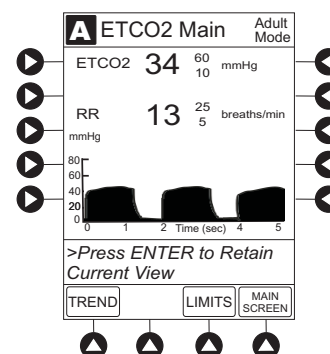 A ETCO2 Main Adult Mode
ETCO2 34 60 10 mmHg
RR 13 25 5 breaths/min
mmHg
80
60
40
20
0
0 1 2 Time (sec) 4 5
>Press ENTER to Retain
Current View
TREND LIMITS MAIN SCREEN